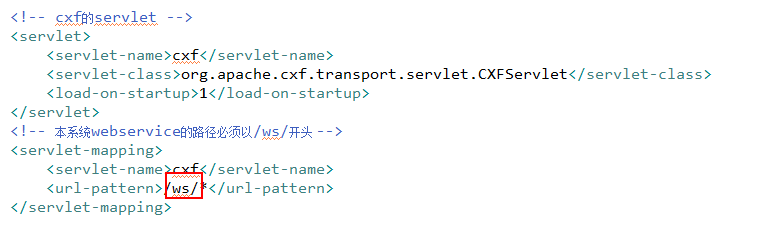 <!-- cxf的servlet -->
<servlet>
<servlet-name>cxf</servlet-name>
<servlet-class>org.apache.cxf.transport.servlet.CXFServlet</servlet-class>
<load-on-startup>1</load-on-startup>
</servlet>
<!-- 本系统webservice的路径必须以/ws/开头 -->
<servlet-mapping>
<servlet-name>cxf</servlet-name>
<url-pattern>/ws/*</url-pattern>
</servlet-mapping>